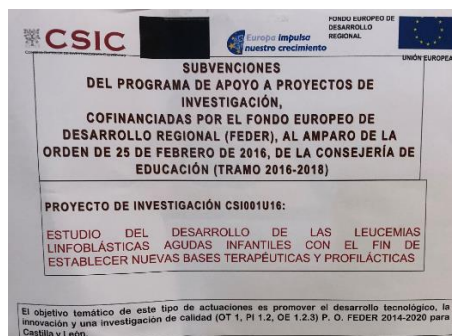 CSIC
Europa impulsa
nuestro crecimiento
FONDO EUROPEO DE
DESARROLLO
REGIONAL
UNIÓN EUROPEA
SUBVENCIONES
DEL PROGRAMA DE APOYO A PROYECTOS DE
INVESTIGACIÓN,
COFINANCIADAS POR EL FONDO EUROPEO DE
DESARROLLO REGIONAL (FEDER), AL AMPARO DE LA
ORDEN DE 25 DE FEBRERO DE 2016, DE LA CONSEJERÍA DE
EDUCACIÓN (TRAMO 2016-2018)
PROYECTO DE INVESTIGACIÓN CSI001U16:
ESTUDIO DEL DESARROLLO DE LAS LEUCEMIAS
LINFOBLÁSTICAS AGUDAS INFANTILES CON EL FIN DE
ESTABLECER NUEVAS BASES TERAPÉUTICAS Y PROFILÁCTICAS
El objetivo temático de este tipo de actuaciones es promover el desarrollo tecnológico, la
innovación y una investigación de calidad (OT 1, PI 1.2, OE 1.2.3) P. O. FEDER 2014-2020 para
Castilla y León.